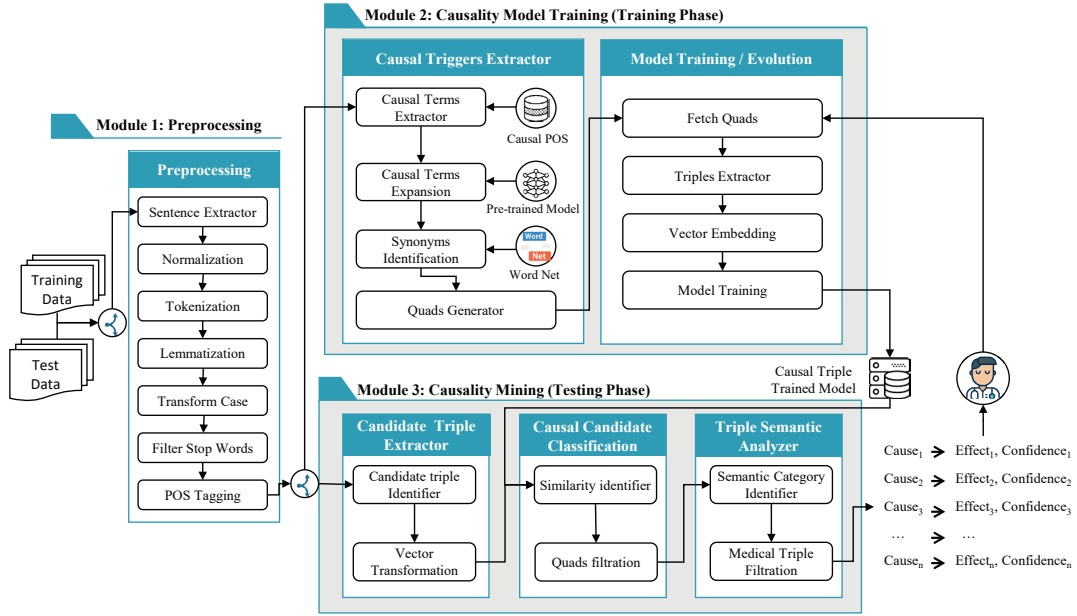 Module 2: Causality Model Training (Training Phase)
Causal Triggers Extractor
Causal Terms
Extractor
Causal POS
Causal Terms
Expansion
Pre-trained Model
Synonyms
Identification
Word
Net
Word Net
Quads Generator
Model Training / Evolution
Fetch Quads
Triples Extractor
Vector Embedding
Model Training
Module 1: Preprocessing
Preprocessing
Sentence Extractor
Normalization
Tokenization
Lemmatization
Transform Case
Filter Stop Words
POS Tagging
Training
Data
Test
Data
Causal Triple
Trained Model
Module 3: Causality Mining (Testing Phase)
Candidate Triple
Extractor
Candidate triple
Identifier
Vector
Transformation
Causal Candidate
Classification
Similarity identifier
Quads filtration
Triple Semantic
Analyzer
Semantic Category
Identifier
Medical Triple
Filtration
Cause₁ ➔ Effect₁, Confidence₁
Cause₂ ➔ Effect₂, Confidence₂
Cause₃ ➔ Effect₃, Confidence₃
... ➔ ...
Causeₙ ➔ Effectₙ, Confidenceₙ